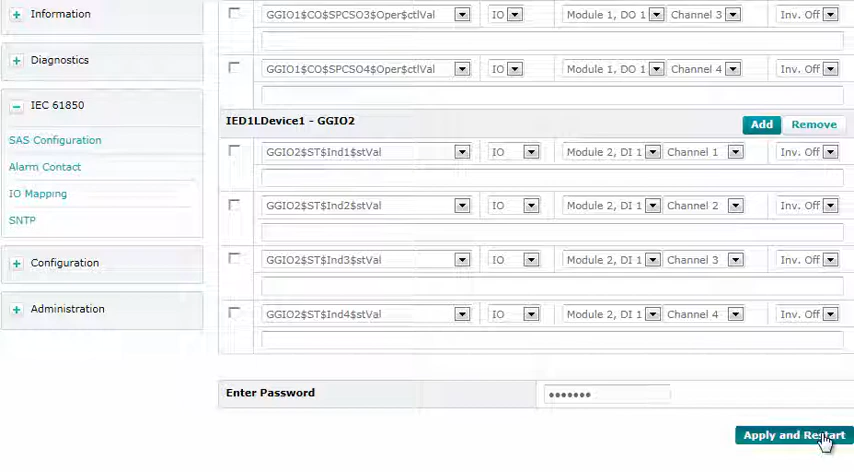 Information
Diagnostics
IEC 61850
SAS Configuration
Alarm Contact
IO Mapping
SNTP
Configuration
Administration
GGIO1$CO$SPCSO3$Oper$ctlVal IO Module 1, DO 1 Channel 3 Inv. Off
GGIO1$CO$SPCSO4$Oper$ctlVal IO Module 1, DO 1 Channel 4 Inv. Off
IED1LDevice1 - GGIO2 Add Remove
GGIO2$ST$Ind1$stVal IO Module 2, DI 1 Channel 1 Inv. Off
GGIO2$ST$Ind2$stVal IO Module 2, DI 1 Channel 2 Inv. Off
GGIO2$ST$Ind3$stVal IO Module 2, DI 1 Channel 3 Inv. Off
GGIO2$ST$Ind4$stVal IO Module 2, DI 1 Channel 4 Inv. Off
Enter Password •••••••
Apply and Restart